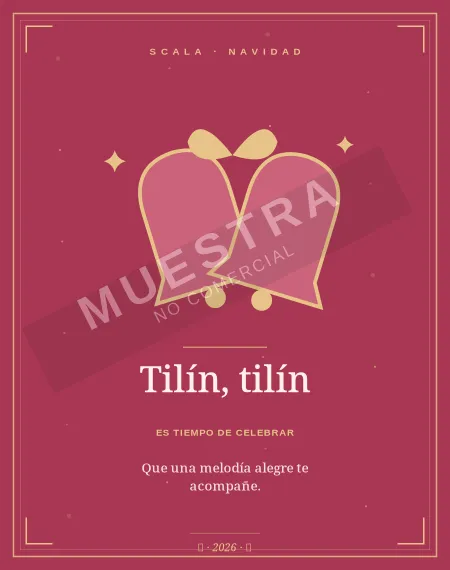 SCALA · NAVIDAD
MUESTRA
NO COMERCIAL
Tilín, tilín
ES TIEMPO DE CELEBRAR
Que una melodía alegre te
acompañe.
· 2026 ·